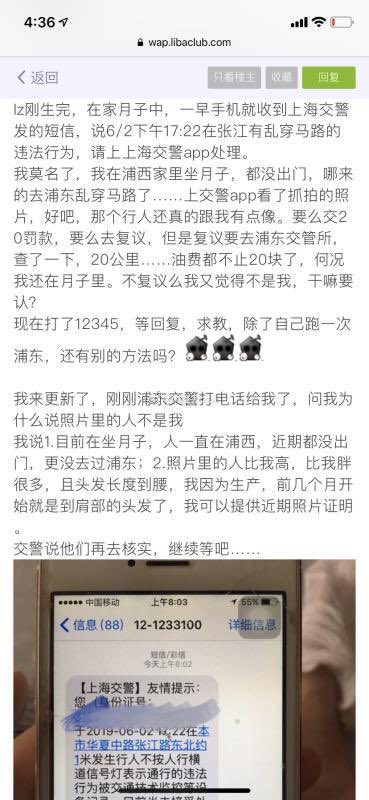 4:36
wap.libaclub.com
返回
只看楼主 收藏 回复
lz刚生完，在家月子中，一早手机就收到上海交警
发的短信，说6/2下午17:22在张江有乱穿马路的
违法行为，请上上海交警app处理。
我莫名了，我在浦西家里坐月子，都没出门，哪来
的去浦东乱穿马路了……上交警app看了抓拍的照
片，好吧，那个行人还真的跟我有点像。要么交2
0罚款，要么去复议，但是复议要去浦东交管所，
查了一下，20公里……油费都不止20块了，何况
我还在月子里。不复议么我又觉得不是我，干嘛要
认？
现在打了12345，等回复，求教，除了自己跑一次
浦东，还有别的方法吗？
我来更新了，刚刚浦东交警打电话给我了，问我为
什么说照片里的人不是我
我说1.目前在坐月子，人一直在浦西，近期都没出
门，更没去过浦东；2.照片里的人比我高，比我胖
很多，且头发长度到腰，我因为生产，前几个月开
始就是到肩部的头发了，我可以提供近期照片证明
。
交警说他们再去核实，继续等吧……
中国移动 上午8:03 55%
信息 (88) 12-1233100 详细信息
短信/彩信
今天上午8:02
【上海交警】友情提示：
您（身份证号：
于2019-06-02 17:22在本
市华夏中路张江路东北约
1米发生行人不按人行横
道信号灯表示通行的违法
行为被交通技术监控等设